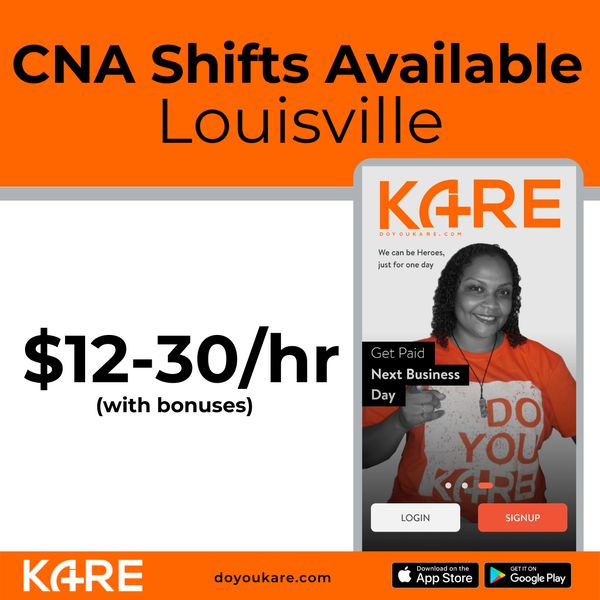 CNA Shifts Available
Louisville
$12-30/hr
(with bonuses)
KARE
DOYOUKARE.COM
We can be Heroes,
just for one day
Get Paid
Next Business
Day
DO
YOU
KARE
LOGIN
SIGNUP
KARE
doyoukare.com
Download on the
App Store
GET IT ON
Google Play